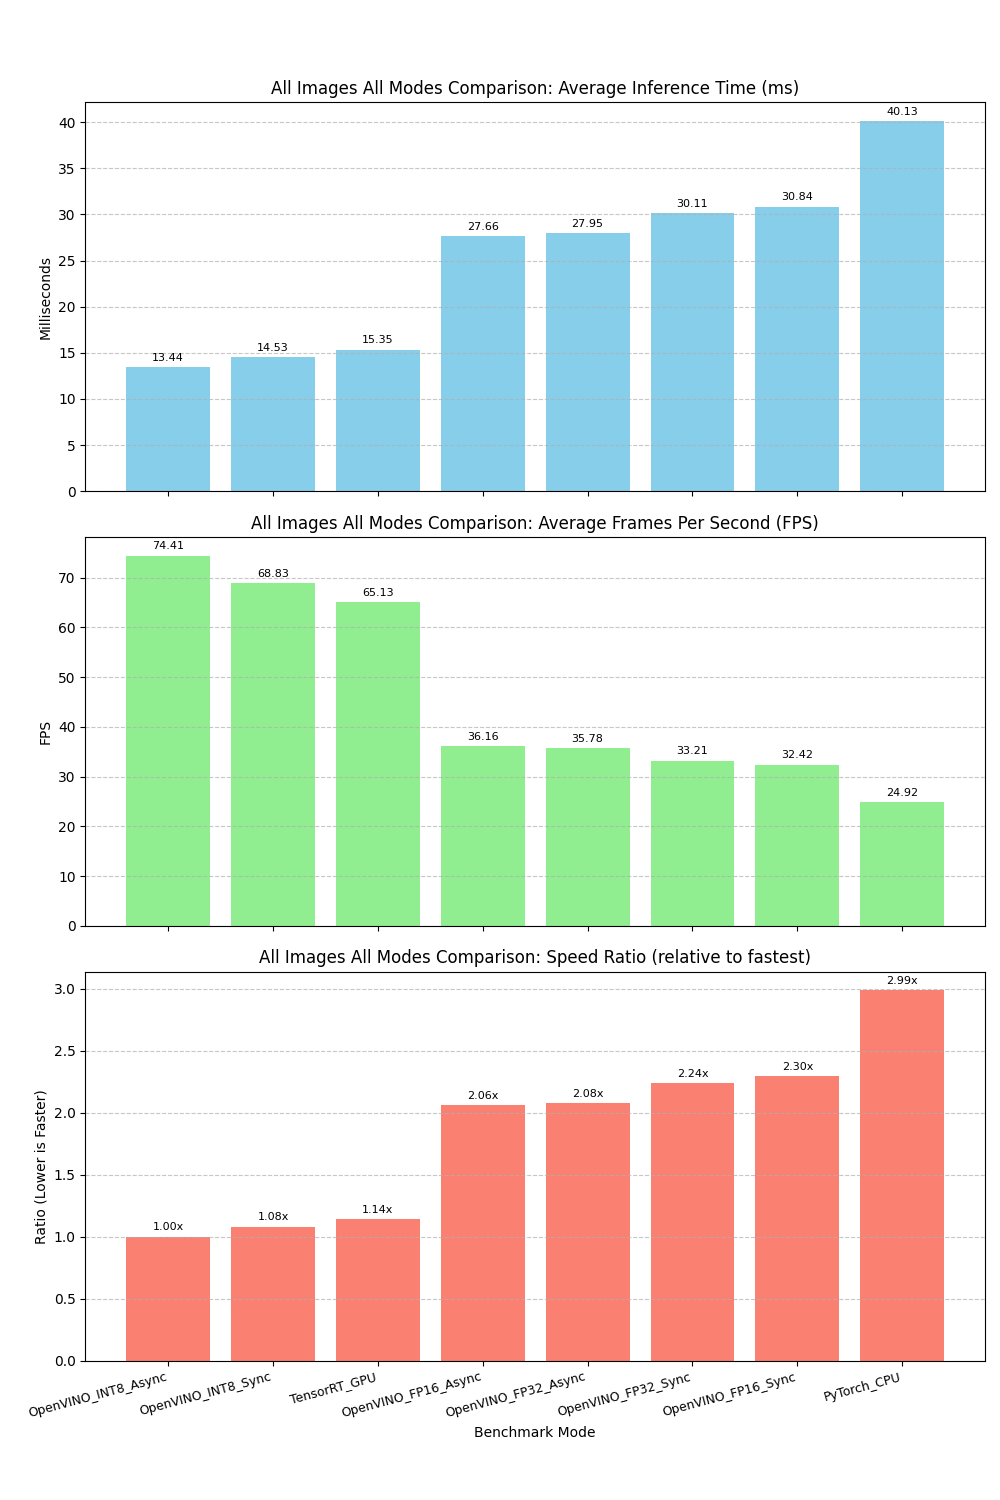 All Images All Modes Comparison: Average Inference Time (ms)
Milliseconds
40
35
30
25
20
15
10
5
0
13.44
14.53
15.35
27.66
27.95
30.11
30.84
40.13
All Images All Modes Comparison: Average Frames Per Second (FPS)
FPS
70
60
50
40
30
20
10
0
74.41
68.83
65.13
36.16
35.78
33.21
32.42
24.92
All Images All Modes Comparison: Speed Ratio (relative to fastest)
Ratio (Lower is Faster)
3.0
2.5
2.0
1.5
1.0
0.5
0.0
1.00x
1.08x
1.14x
2.06x
2.08x
2.24x
2.30x
2.99x
OpenVINO_INT8_Async
OpenVINO_INT8_Sync
TensorRT_GPU
OpenVINO_FP16_Async
OpenVINO_FP32_Async
OpenVINO_FP32_Sync
OpenVINO_FP16_Sync
PyTorch_CPU
Benchmark Mode